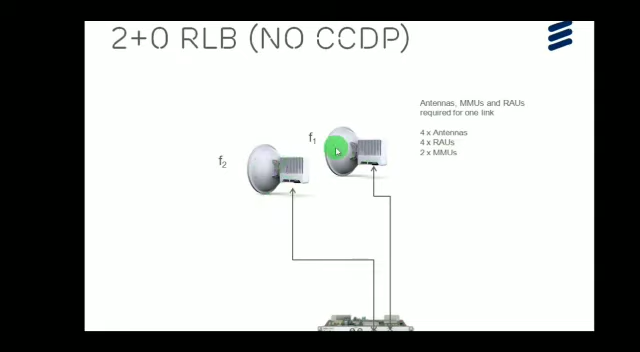 2+0 RLB (NO CCDP)
Antennas, MMUs and RAUs
required for one link
4 x Antennas
4 x RAUs
2 x MMUs
f1
f2